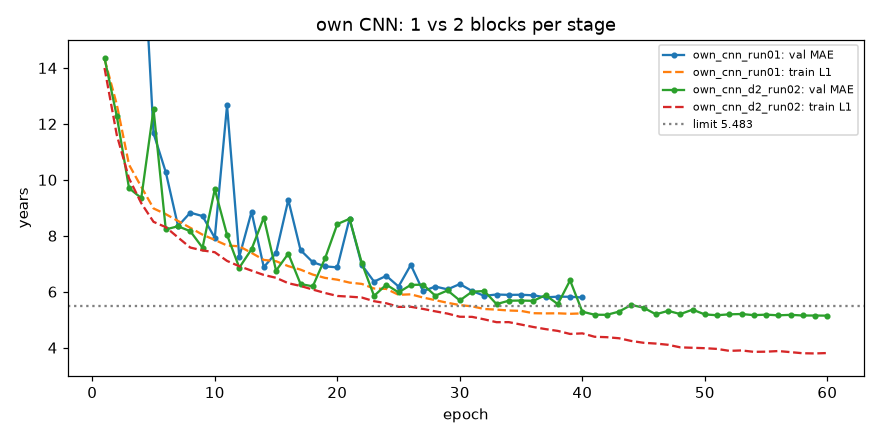 own CNN: 1 vs 2 blocks per stage
own_cnn_run01: val MAE
own_cnn_run01: train L1
own_cnn_d2_run02: val MAE
own_cnn_d2_run02: train L1
limit 5.483
years
14
12
10
8
6
4
0 10 20 30 40 50 60
epoch